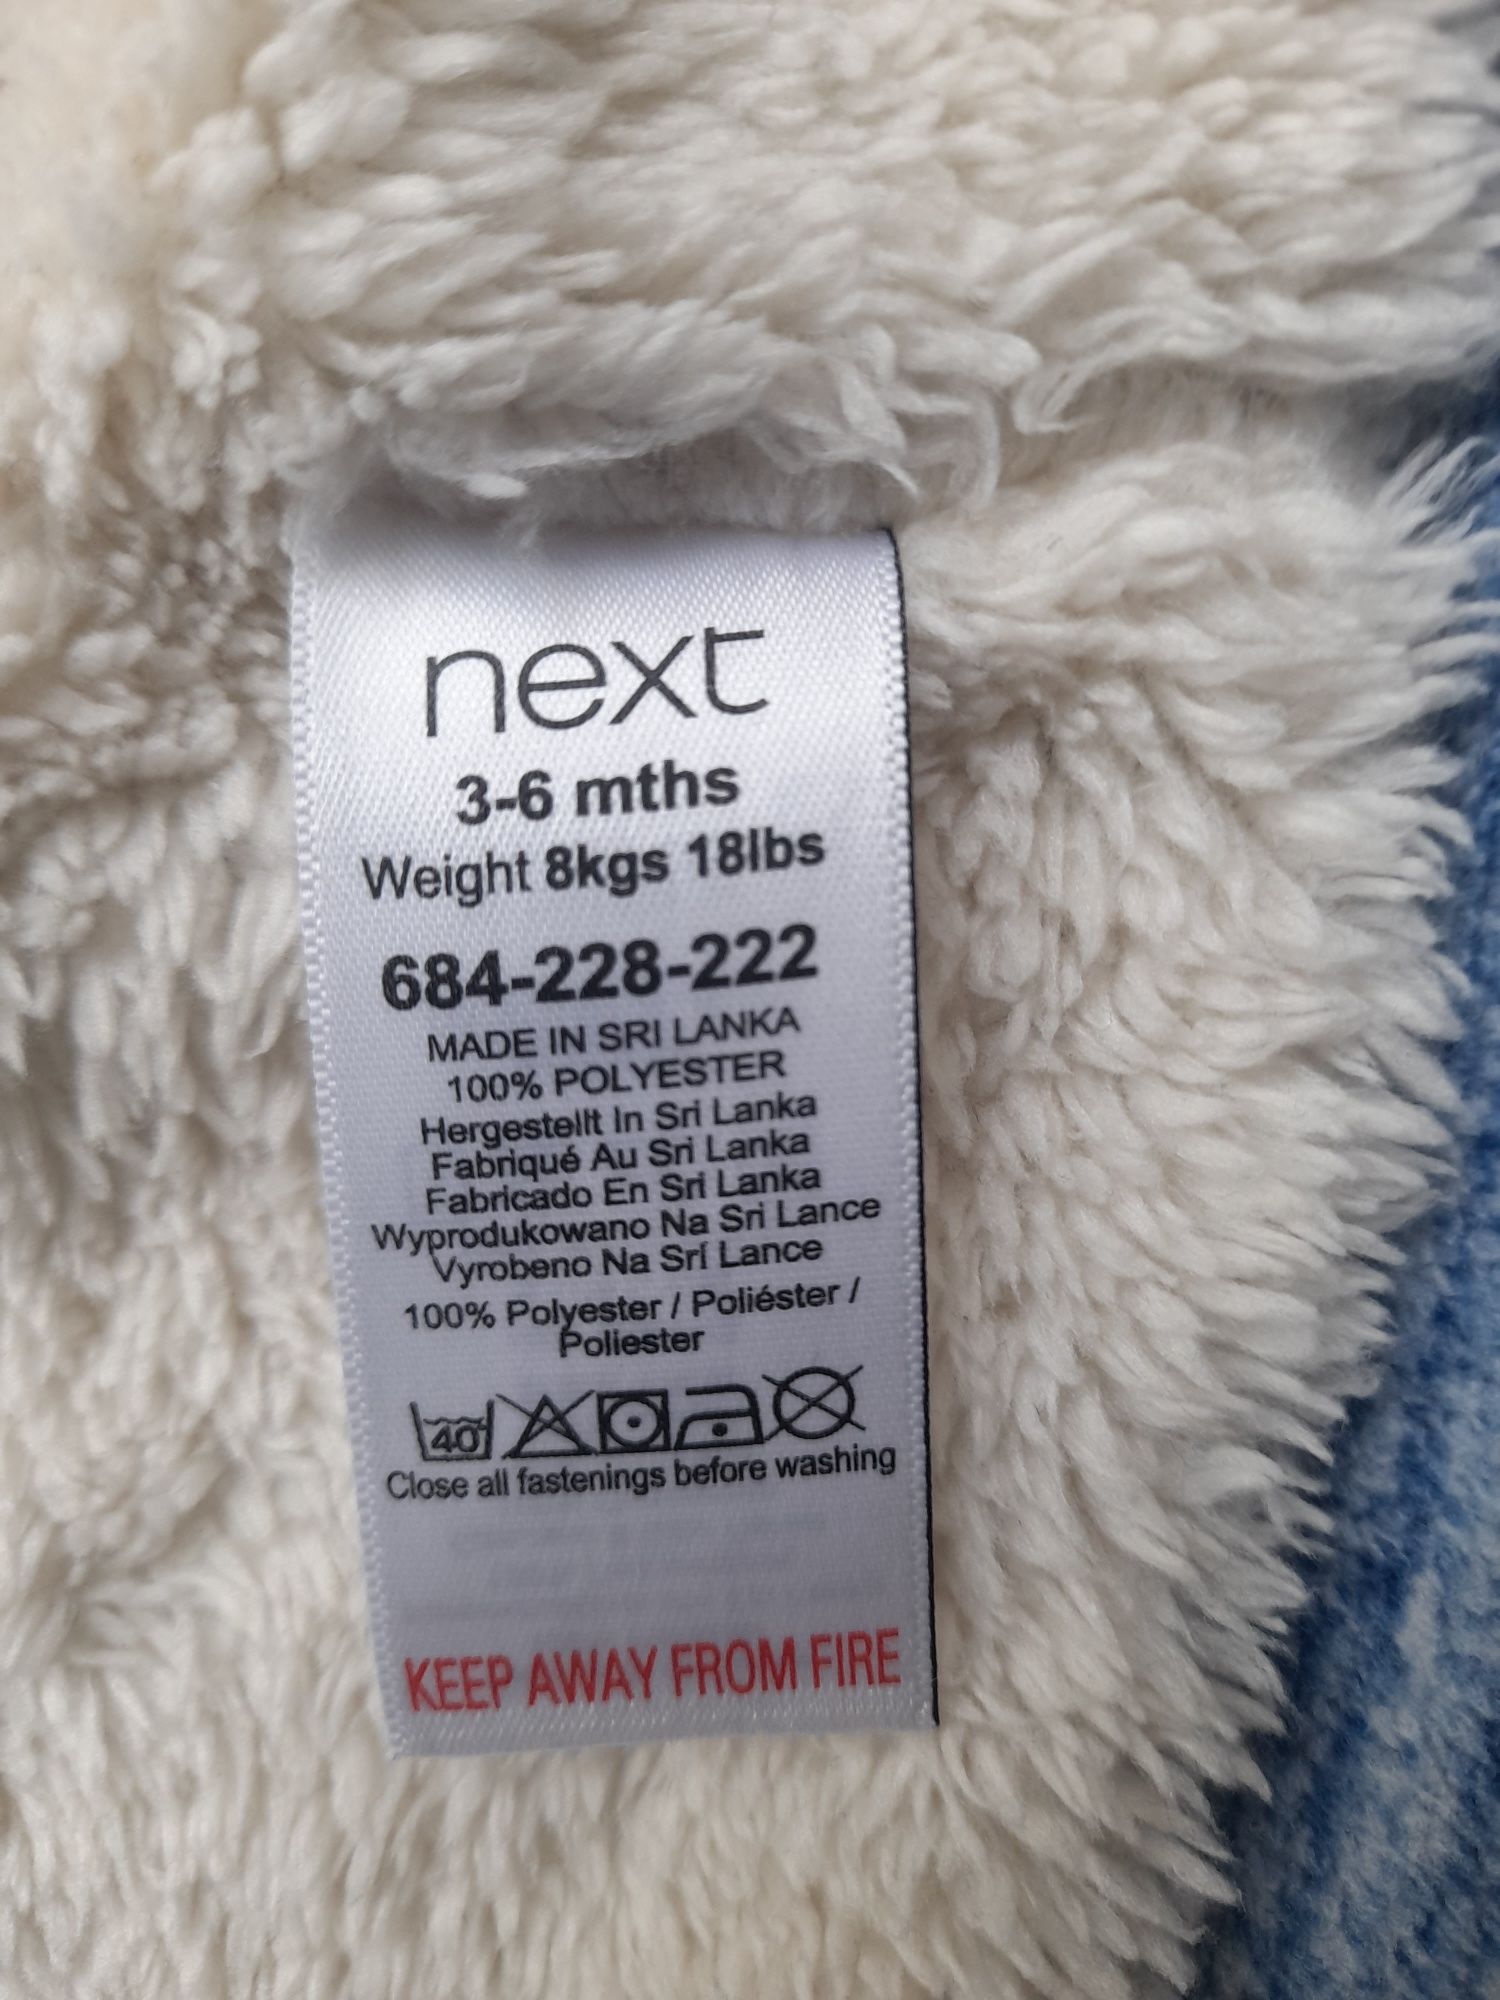 next
3-6 mths
Weight 8kgs 18lbs
684-228-222
MADE IN SRI LANKA
100% POLYESTER
Hergestellt In Sri Lanka
Fabriqué Au Sri Lanka
Fabricado En Sri Lanka
Wyprodukowano Na Sri Lance
Vyrobeno Na Srí Lance
100% Polyester / Poliéster /
Poliester
40
Close all fastenings before washing
KEEP AWAY FROM FIRE